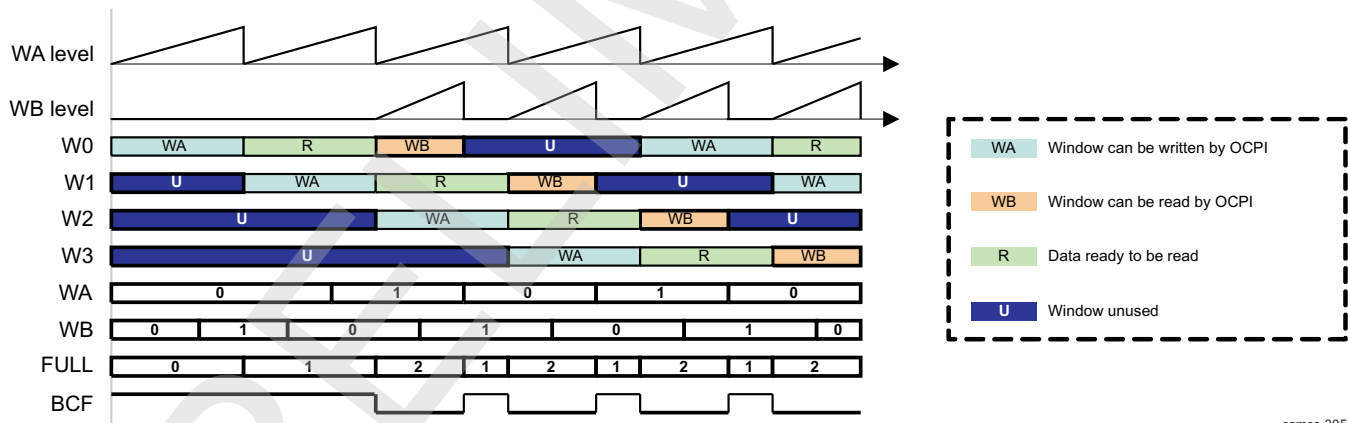 WA level
WB level
W0 WA R WB U WA R
W1 U WA R WB U WA
W2 U WA R WB U
W3 U WA R WB
WA 0 1 0 1 0
WB 0 1 0 1 0 1 0
FULL 0 1 2 1 2 1 2 1 2
BCF
WA Window can be written by OCPI
WB Window can be read by OCPI
R Data ready to be read
U Window unused